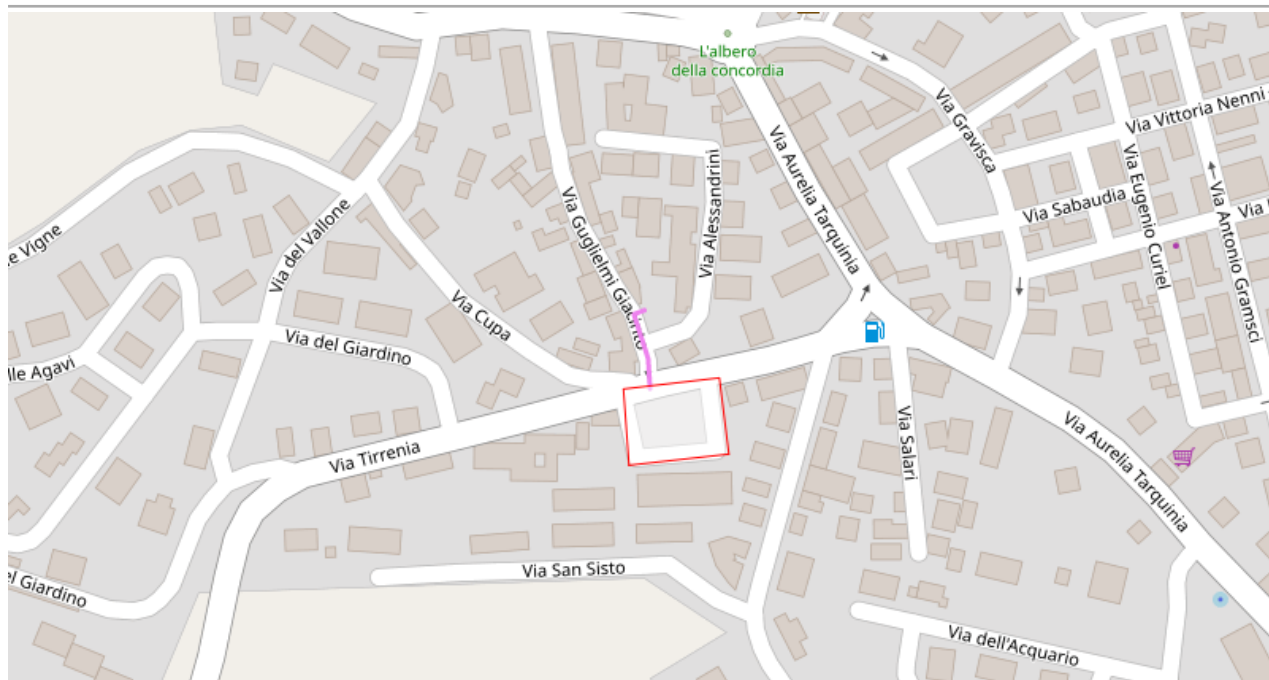 L'albero
della concordia
Via Gravisca
Via Vittoria Nenni
Via Aurelia Tarquinia
Via Eugenio Curiel
Via Alessandrini
Via Guglielmi Giacinto
Via Sabaudia
Via Antonio Gramsci
Via
le Vigne
Via del Vallone
Via Cupa
Via del Giardino
lle Agavi
Via Tirrenia
Via Salari
Via Aurelia Tarquinia
Via San Sisto
el Giardino
Via dell'Acquario